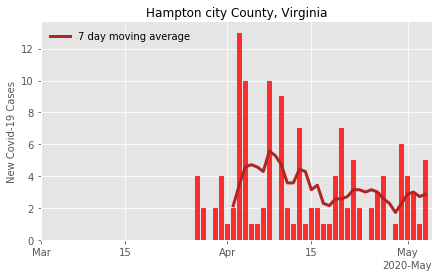 Hampton city County, Virginia
7 day moving average
New Covid-19 Cases
12
10
8
6
4
2
0
Mar 15 Apr 15 May
2020-May